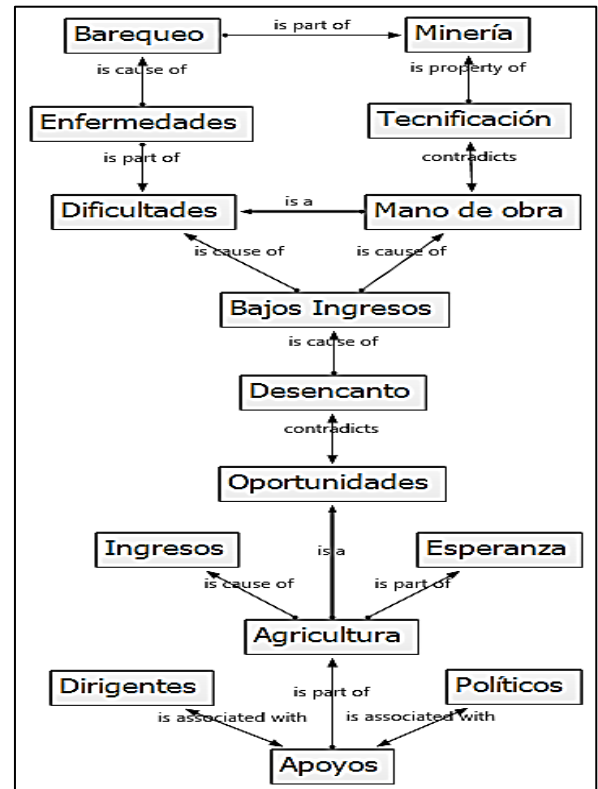 is part of
Barequeo Minería
is cause of is property of
Enfermedades Tecnificación
is part of contradicts
is a
Dificultades Mano de obra
is cause of is cause of
Bajos Ingresos
is cause of
Desencanto
contradicts
Oportunidades
Ingresos is a Esperanza
is cause of is part of
Agricultura
Dirigentes is part of Políticos
is associated with is associated with
Apoyos